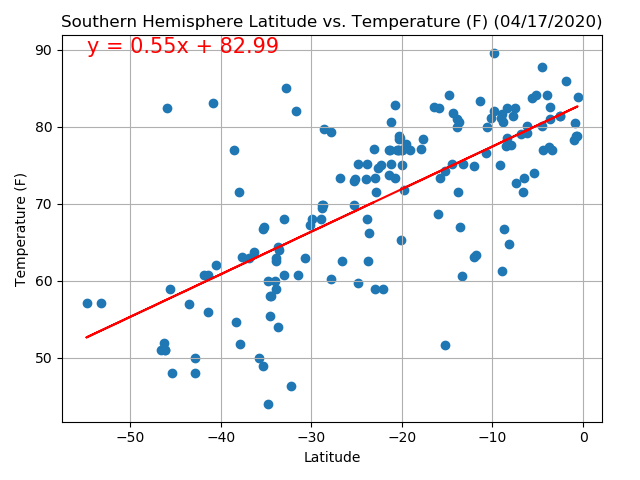 Southern Hemisphere Latitude vs. Temperature (F) (04/17/2020)
y = 0.55x + 82.99
90
80
70
60
50
Temperature (F)
−50 −40 −30 −20 −10 0
Latitude